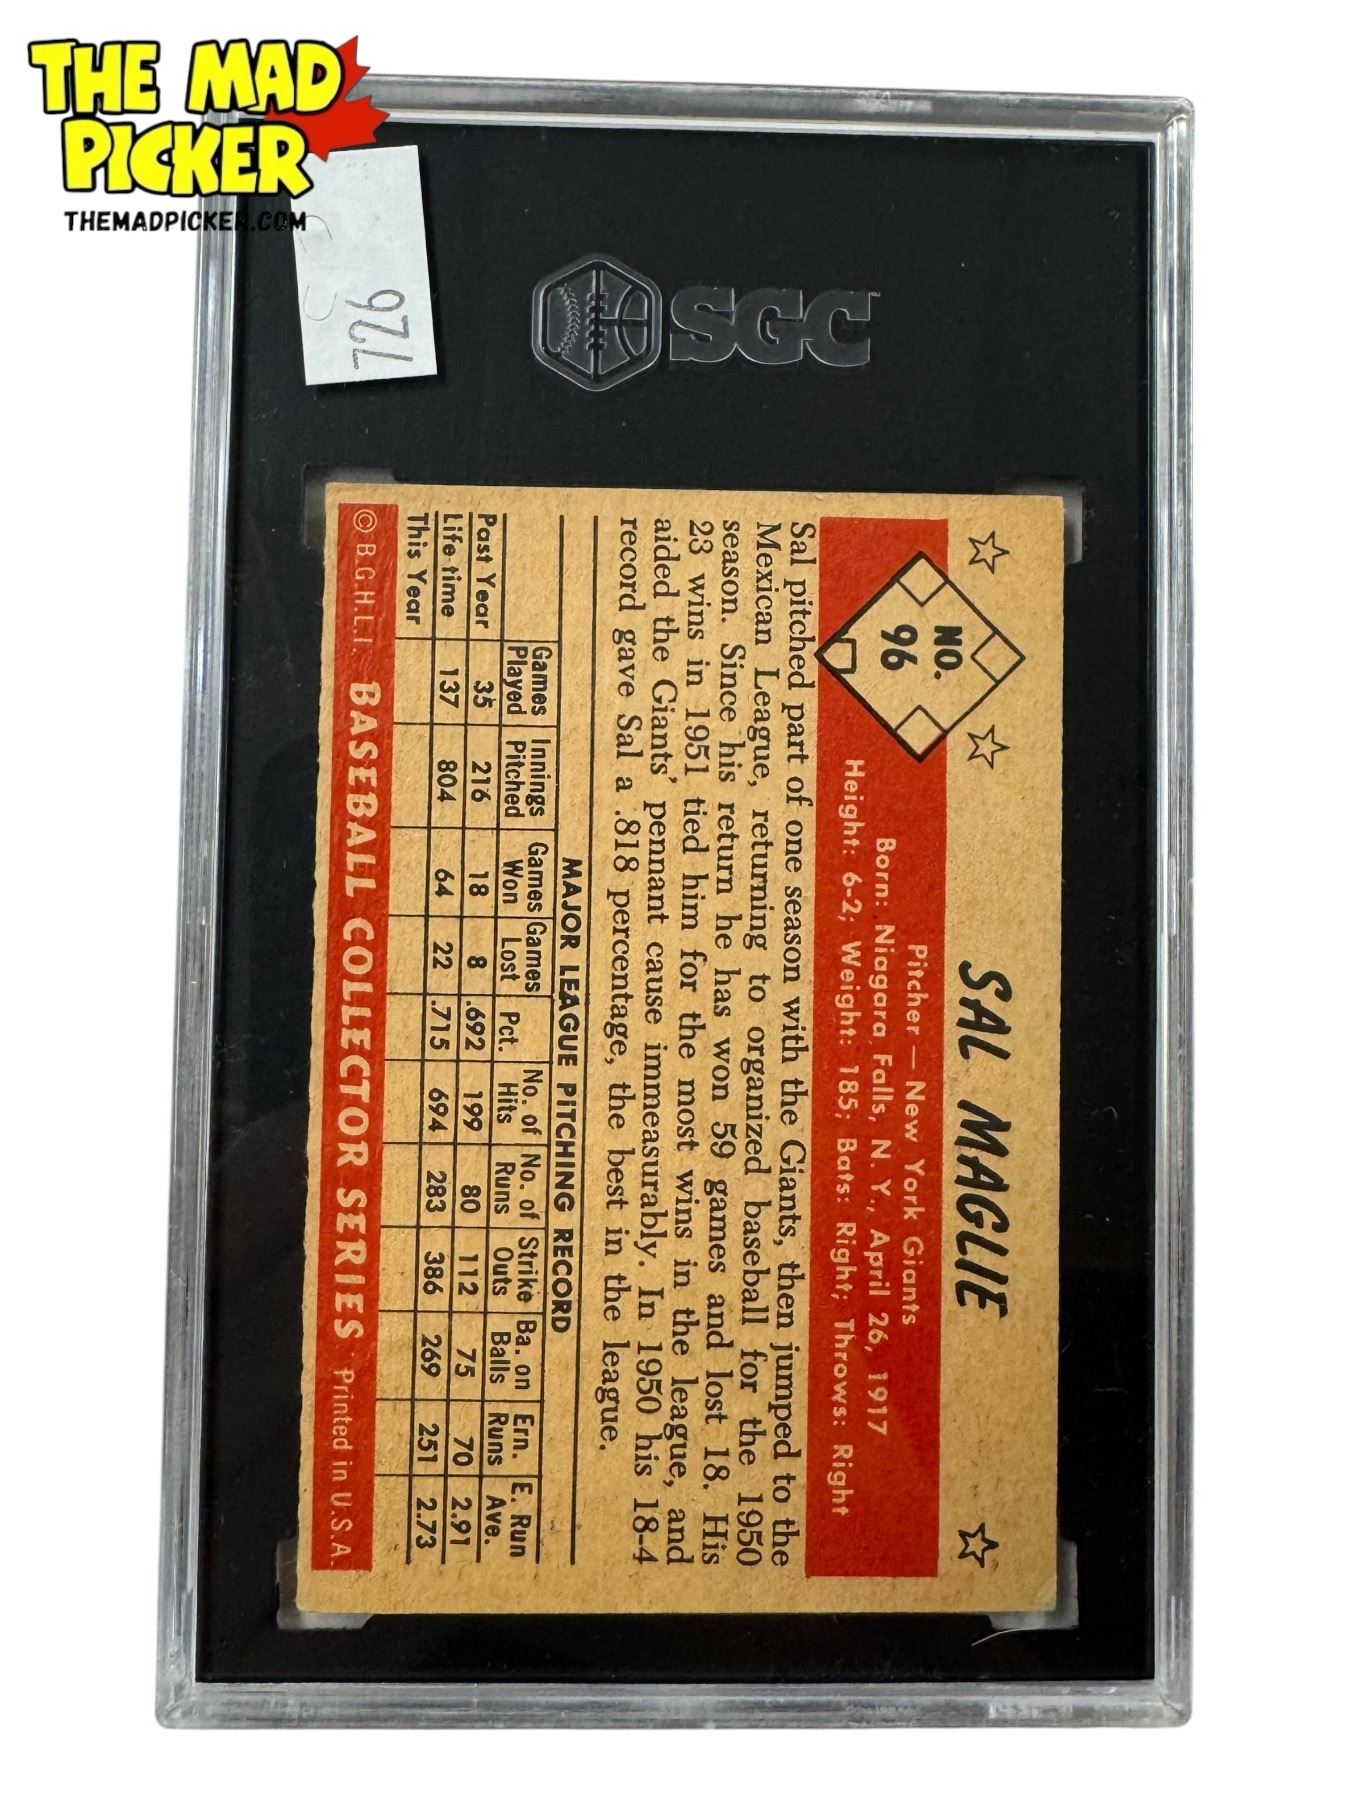 THE MAD
PICKER
THEMADPICKER.COM
726
SGC
SAL MAGLIE
NO.
96
Pitcher — New York Giants
Born: Niagara Falls, N. Y., April 26, 1917
Height: 6-2; Weight: 185; Bats: Right; Throws: Right
Sal pitched part of one season with the Giants, then jumped to the
Mexican League, returning to organized baseball for the 1950
season. Since his return he has won 59 games and lost 18. His
23 wins in 1951 tied him for the most wins in the league, and
aided the Giants' pennant cause immeasurably. In 1950 his 18-4
record gave Sal a .818 percentage, the best in the league.
MAJOR LEAGUE PITCHING RECORD
Games Played Innings Pitched Games Won Games Lost Pct. No. of Hits No. of Runs Strike Outs Ba. on Balls Ern. Runs E. Run Ave.
Past Year 35 216 18 8 .692 199 80 112 75 70 2.91
Life-time 137 804 64 22 .715 694 283 386 269 251 2.73
This Year
© B.G.H.L.I. BASEBALL COLLECTOR SERIES Printed in U.S.A.